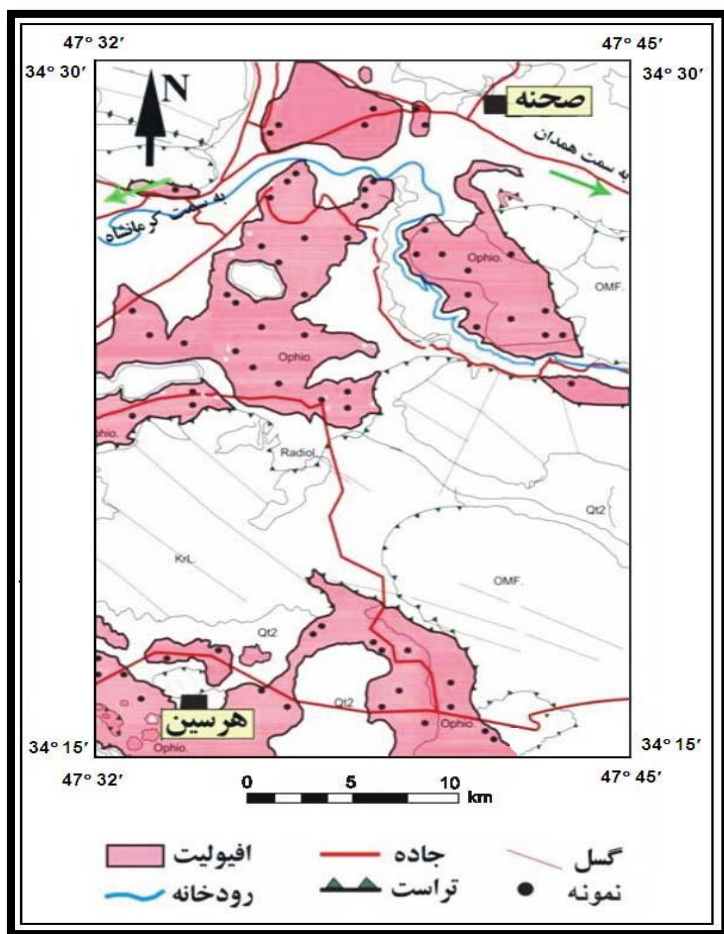 47° 32′ 47° 45′
34° 30′ 34° 30′
N
صحنه
به سمت همدان
به سمت کرمانشاه
Ophio.
OMF.
Ophio.
phio.
Radiol.
Qt2
KrL.
OMF.
Qt2
Qt2
هرسین
Ophio.
Ophio.
34° 15′ 34° 15′
47° 32′ 47° 45′
0 5 10
km
افیولیت جاده گسل
رودخانه تراست نمونه